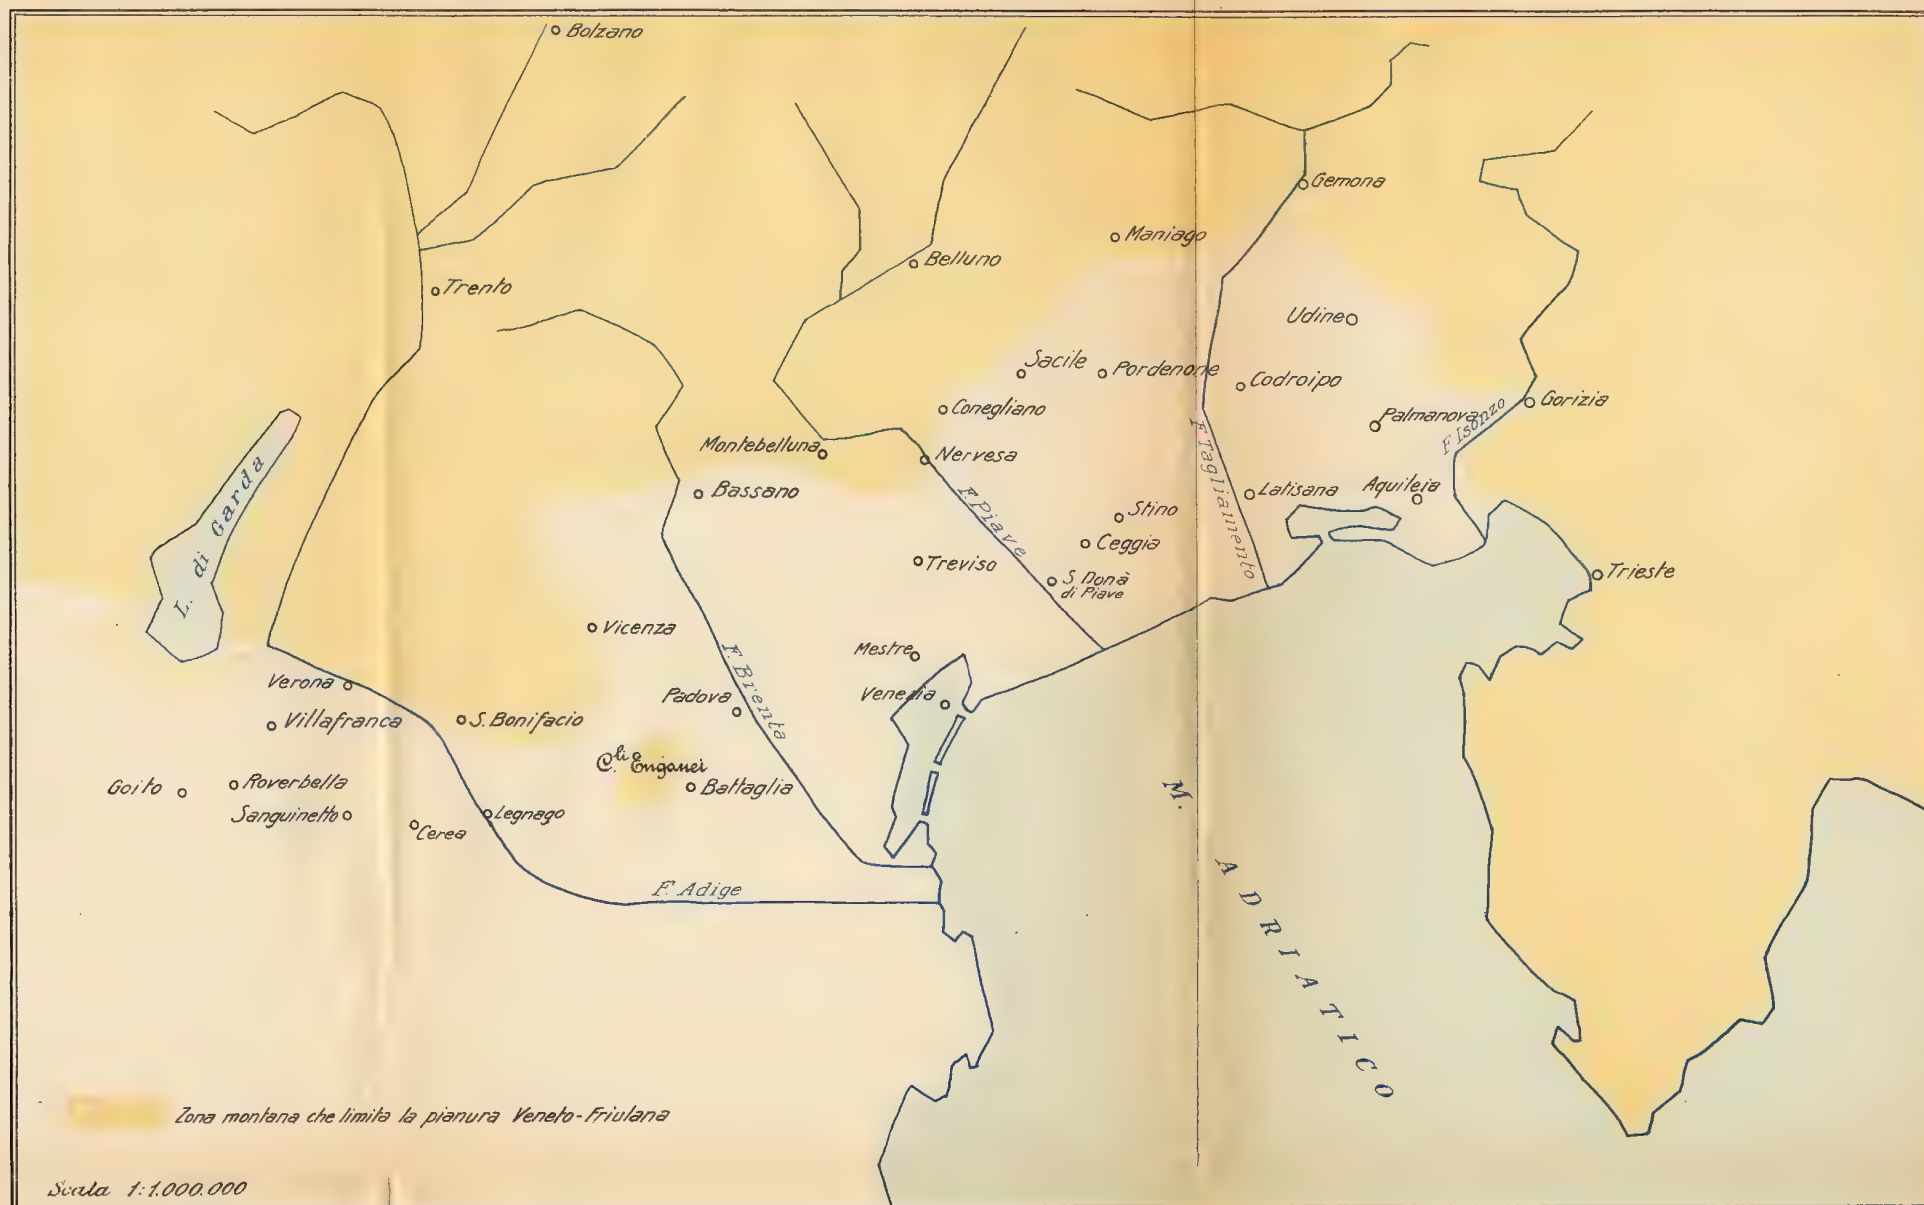 Bolzano
Gemona
Maniago
Belluno
Trento
Udine
Sacile
Pordenone
Codroipo
Conegliano
Palmanova
F. Isonzo
Gorizia
Montebelluna
Nervesa
F. Tagliamento
Bassano
F. Piave
Latisana
Aquileia
Stino
Ceggia
L. di Garda
Treviso
S. Donà
di Piave
Trieste
Vicenza
Mestre
F. Brenta
Verona
Padova
Venezia
Villafranca
S. Bonifacio
C.li Euganei
Goito
Roverbella
Battaglia
Sanguinetto
Cerea
Legnago
F. Adige
M. ADRIATICO
Zona montana che limita la pianura Veneto-Friulana
Scala 1:1.000.000